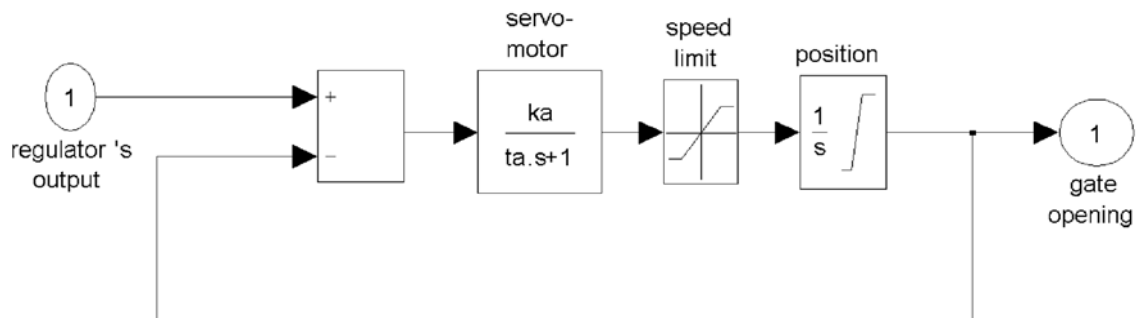 servo-
motor
speed
limit
position
1
regulator 's
output
+
−
ka
ta.s+1
1
s
1
gate
opening